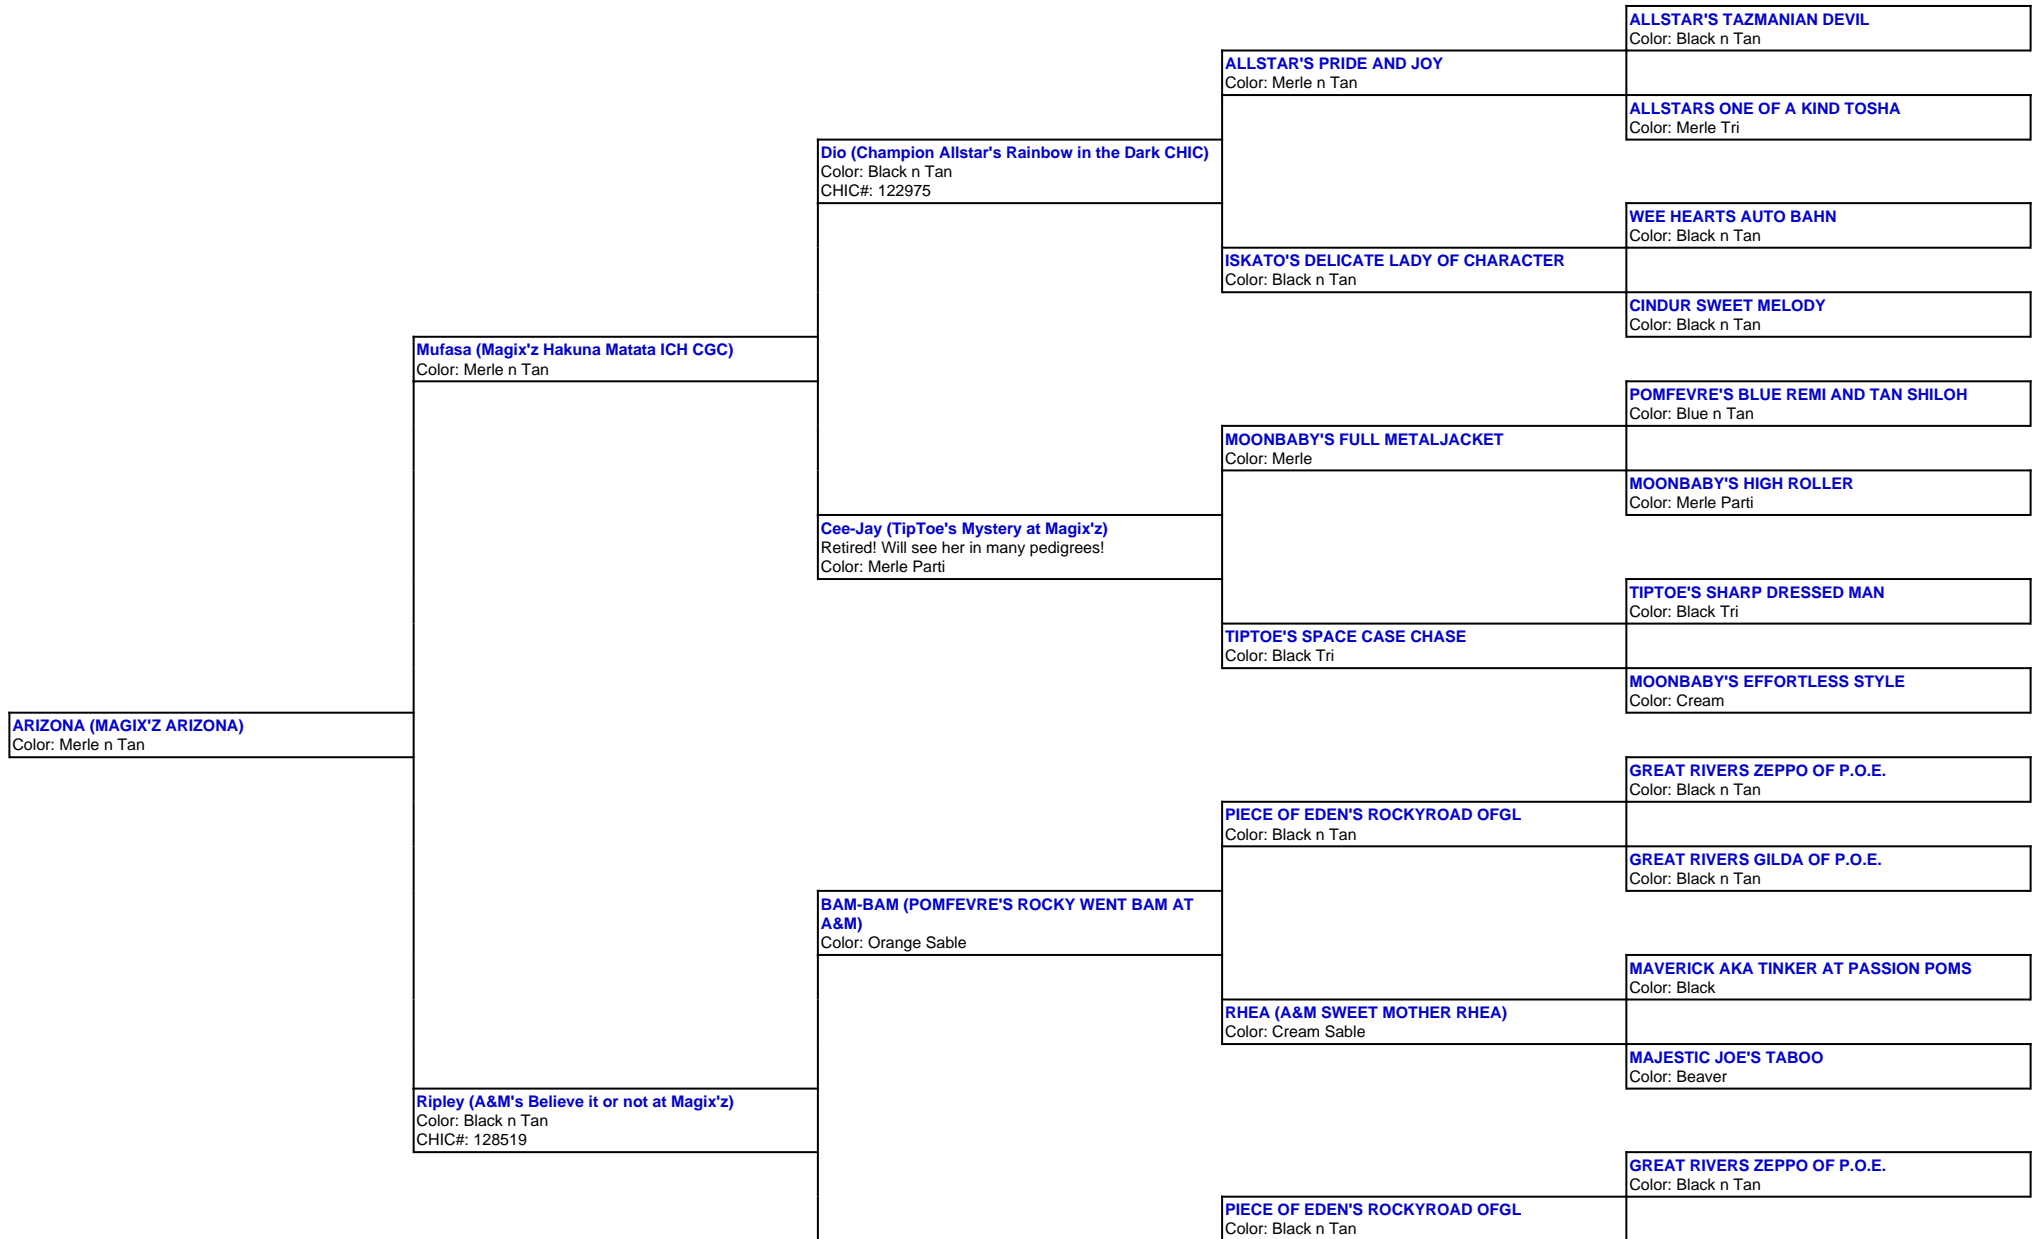 ALLSTAR'S TAZMANIAN DEVIL
Color: Black n Tan
ALLSTAR'S PRIDE AND JOY
Color: Merle n Tan
ALLSTARS ONE OF A KIND TOSHA
Color: Merle Tri
Dio (Champion Allstar's Rainbow in the Dark CHIC)
Color: Black n Tan
CHIC#: 122975
WEE HEARTS AUTO BAHN
Color: Black n Tan
ISKATO'S DELICATE LADY OF CHARACTER
Color: Black n Tan
CINDUR SWEET MELODY
Color: Black n Tan
Mufasa (Magix'z Hakuna Matata ICH CGC)
Color: Merle n Tan
POMFEVRE'S BLUE REMI AND TAN SHILOH
Color: Blue n Tan
MOONBABY'S FULL METALJACKET
Color: Merle
MOONBABY'S HIGH ROLLER
Color: Merle Parti
Cee-Jay (TipToe's Mystery at Magix'z)
Retired! Will see her in many pedigrees!
Color: Merle Parti
TIPTOE'S SHARP DRESSED MAN
Color: Black Tri
TIPTOE'S SPACE CASE CHASE
Color: Black Tri
MOONBABY'S EFFORTLESS STYLE
Color: Cream
ARIZONA (MAGIX'Z ARIZONA)
Color: Merle n Tan
GREAT RIVERS ZEPPO OF P.O.E.
Color: Black n Tan
PIECE OF EDEN'S ROCKYROAD OFGL
Color: Black n Tan
GREAT RIVERS GILDA OF P.O.E.
Color: Black n Tan
BAM-BAM (POMFEVRE'S ROCKY WENT BAM AT
A&M)
Color: Orange Sable
MAVERICK AKA TINKER AT PASSION POMS
Color: Black
RHEA (A&M SWEET MOTHER RHEA)
Color: Cream Sable
MAJESTIC JOE'S TABOO
Color: Beaver
Ripley (A&M's Believe it or not at Magix'z)
Color: Black n Tan
CHIC#: 128519
GREAT RIVERS ZEPPO OF P.O.E.
Color: Black n Tan
PIECE OF EDEN'S ROCKYROAD OFGL
Color: Black n Tan